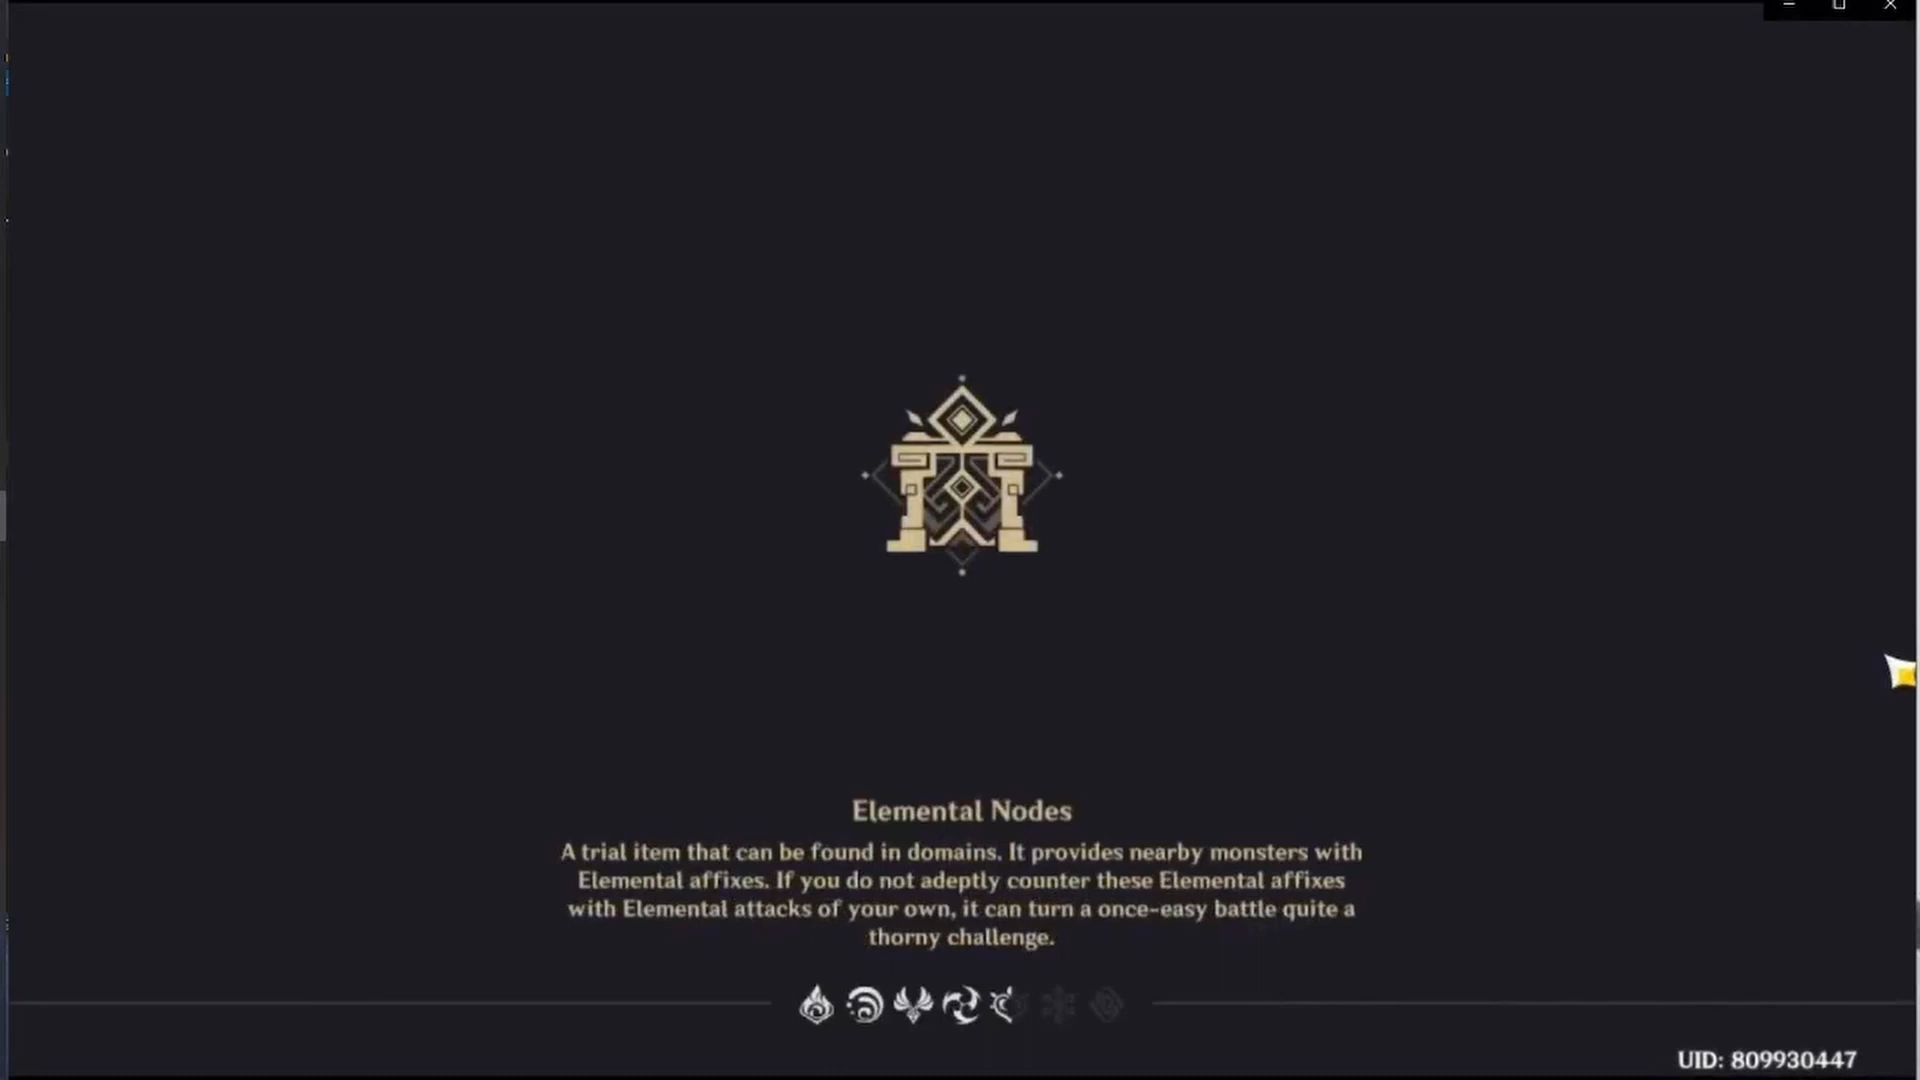 Elemental Nodes
A trial item that can be found in domains. It provides nearby monsters with
Elemental affixes. If you do not adeptly counter these Elemental affixes
with Elemental attacks of your own, it can turn a once-easy battle quite a
thorny challenge.
UID: 809930447